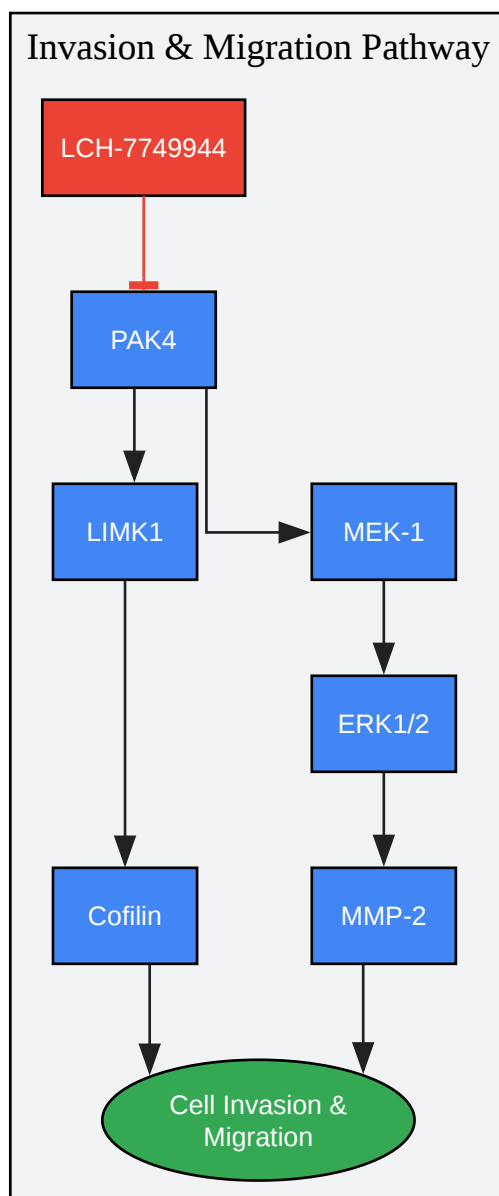 Invasion & Migration Pathway
LCH-7749944
PAK4
LIMK1
MEK-1
ERK1/2
Cofilin
MMP-2
Cell Invasion &
Migration